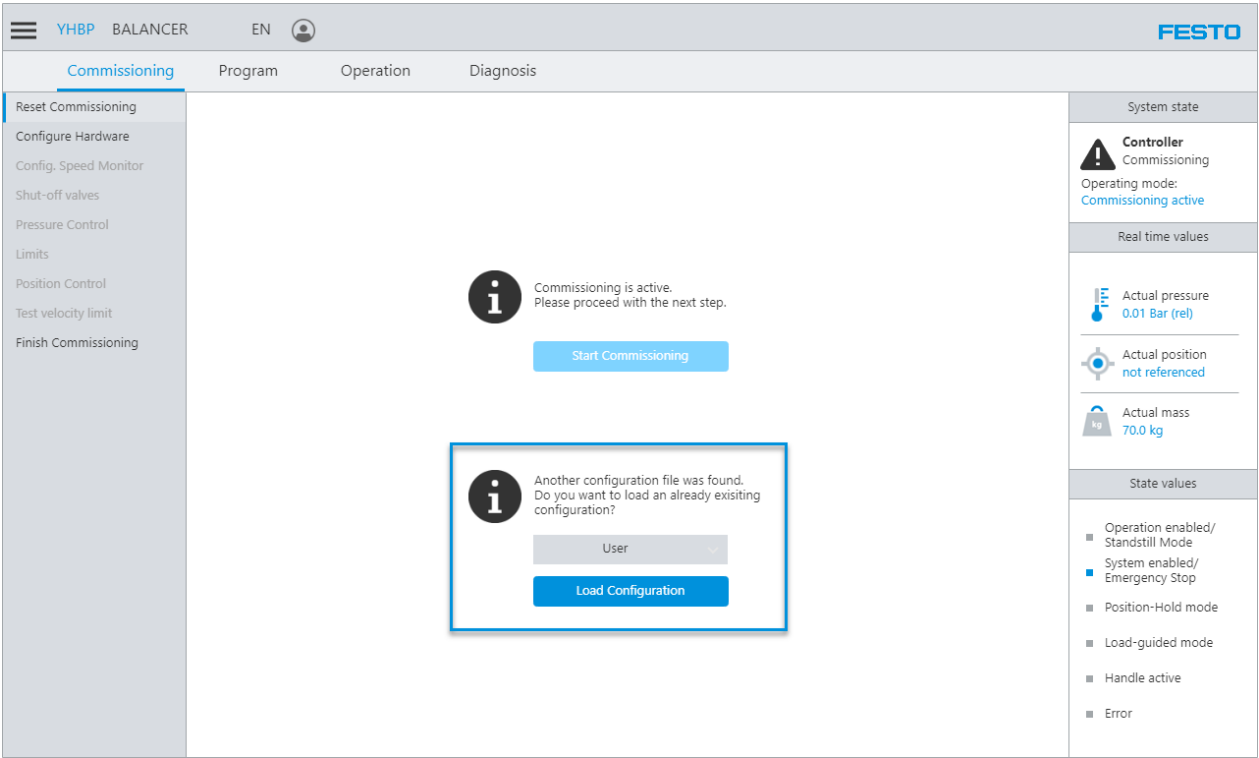 YHBP BALANCER EN FESTO
Commissioning Program Operation Diagnosis
Reset Commissioning
Configure Hardware
Config. Speed Monitor
Shut-off valves
Pressure Control
Limits
Position Control
Test velocity limit
Finish Commissioning
Commissioning is active.
Please proceed with the next step.
Start Commissioning
Another configuration file was found.
Do you want to load an already exisiting
configuration?
User
Load Configuration
System state
Controller
Commissioning
Operating mode:
Commissioning active
Real time values
Actual pressure
0.01 Bar (rel)
Actual position
not referenced
kg
Actual mass
70.0 kg
State values
Operation enabled/
Standstill Mode
System enabled/
Emergency Stop
Position-Hold mode
Load-guided mode
Handle active
Error